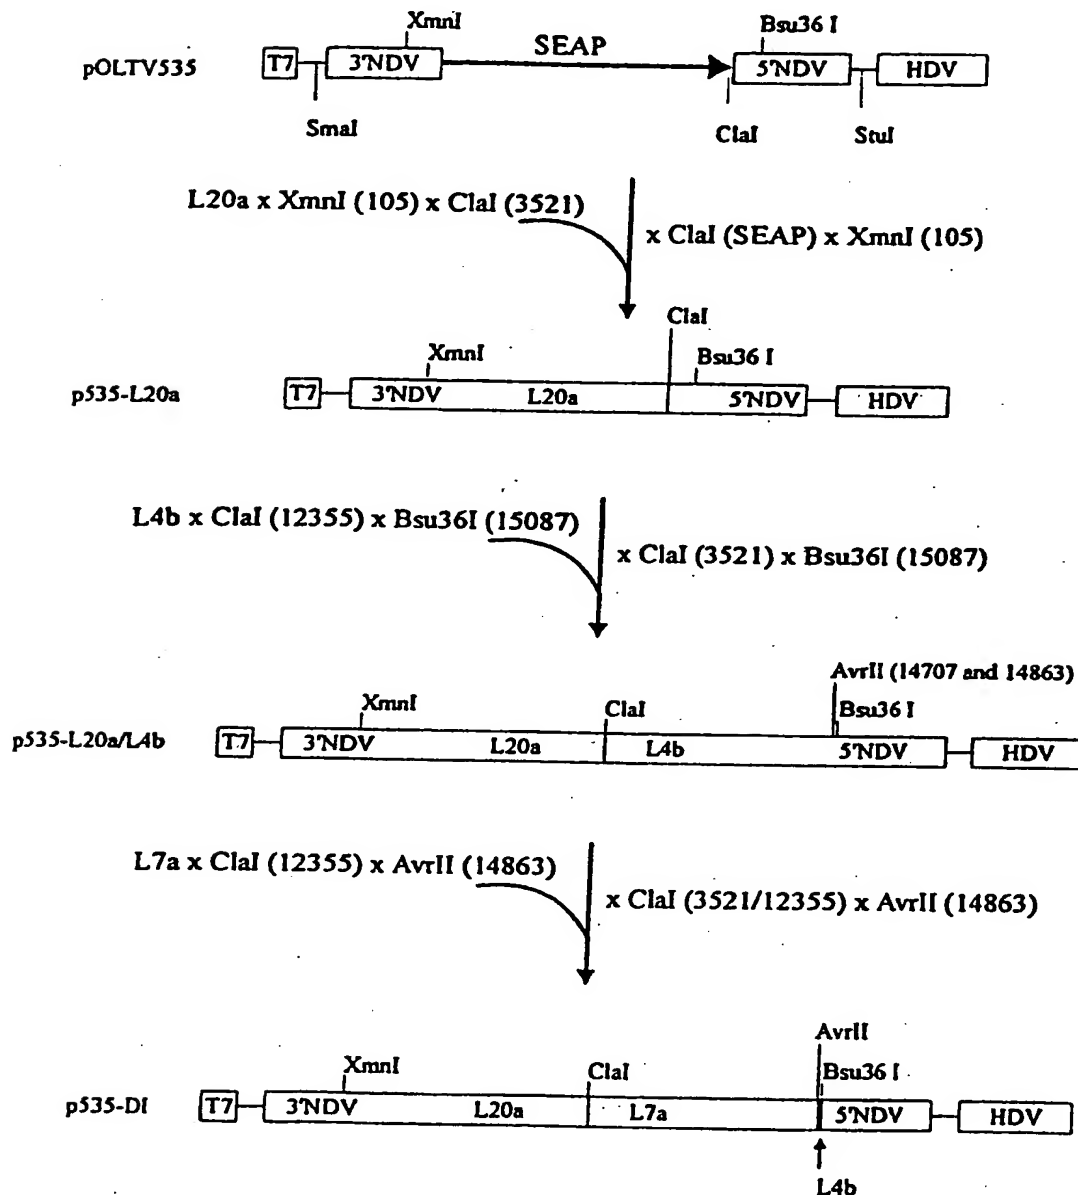 XmnI SEAP Bsu36 I
pOLTV535 T7 3'NDV 5'NDV HDV
SmaI ClaI StuI
L20a x XmnI (105) x ClaI (3521)
x ClaI (SEAP) x XmnI (105)
ClaI
XmnI Bsu36 I
p535-L20a T7 3'NDV L20a 5'NDV HDV
L4b x ClaI (12355) x Bsu36I (15087)
x ClaI (3521) x Bsu36I (15087)
AvrII (14707 and 14863)
XmnI ClaI Bsu36 I
p535-L20a/L4b T7 3'NDV L20a L4b 5'NDV HDV
L7a x ClaI (12355) x AvrII (14863)
x ClaI (3521/12355) x AvrII (14863)
AvrII
XmnI ClaI Bsu36 I
p535-DI T7 3'NDV L20a L7a 5'NDV HDV
L4b